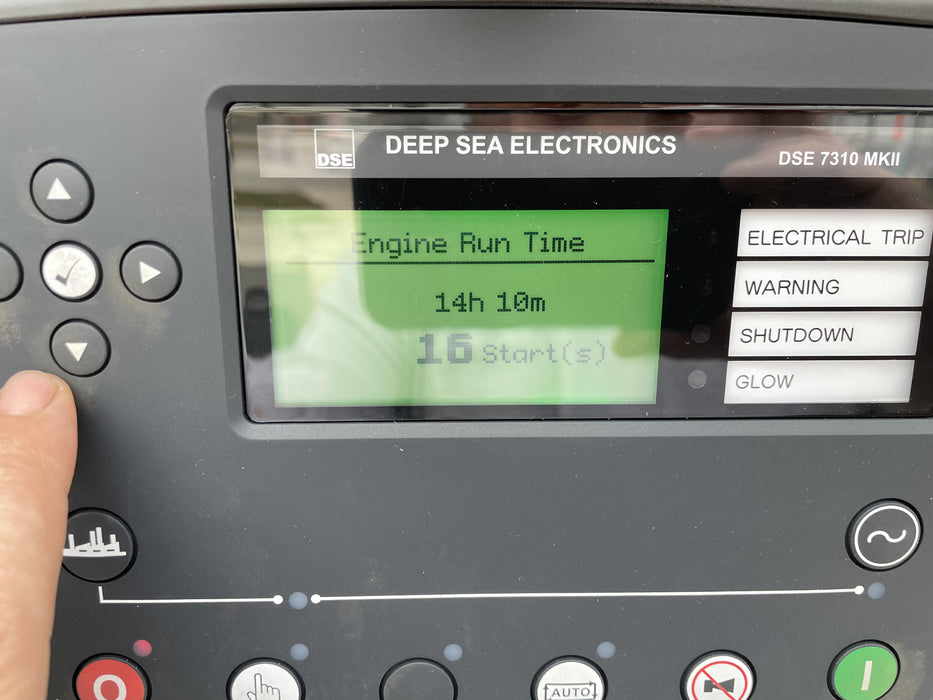 DSE
DEEP SEA ELECTRONICS
DSE 7310 MKII
Engine Run Time
14h 10m
16 Start(s)
ELECTRICAL TRIP
WARNING
SHUTDOWN
GLOW
AUTO